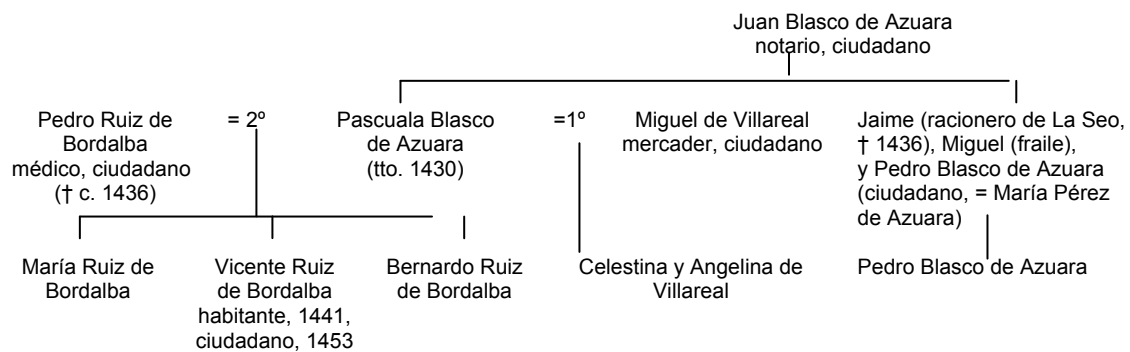 Juan Blasco de Azuara
notario, ciudadano
Pedro Ruiz de
Bordalba
médico, ciudadano
(† c. 1436)
= 2º
Pascuala Blasco
de Azuara
(tto. 1430)
=1º
Miguel de Villareal
mercader, ciudadano
Jaime (racionero de La Seo,
† 1436), Miguel (fraile),
y Pedro Blasco de Azuara
(ciudadano, = María Pérez
de Azuara)
María Ruiz de
Bordalba
Vicente Ruiz
de Bordalba
habitante, 1441,
ciudadano, 1453
Bernardo Ruiz
de Bordalba
Celestina y Angelina de
Villareal
Pedro Blasco de Azuara